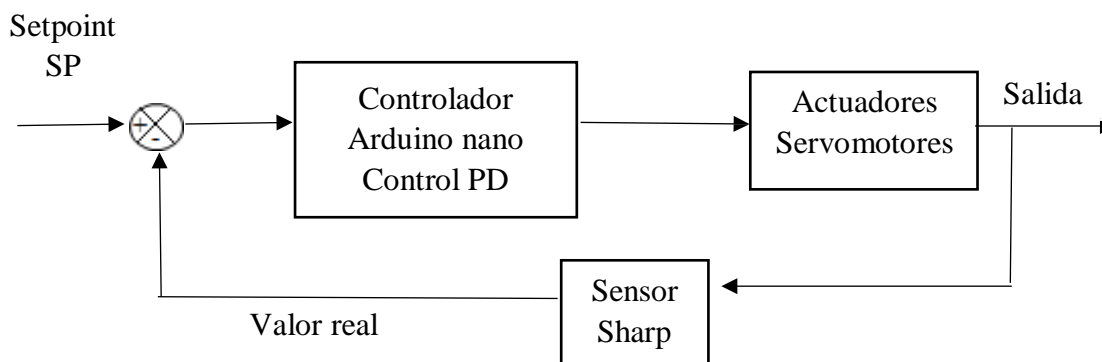 Setpoint
SP
+
-
Controlador
Arduino nano
Control PD
Actuadores
Servomotores
Salida
Sensor
Sharp
Valor real